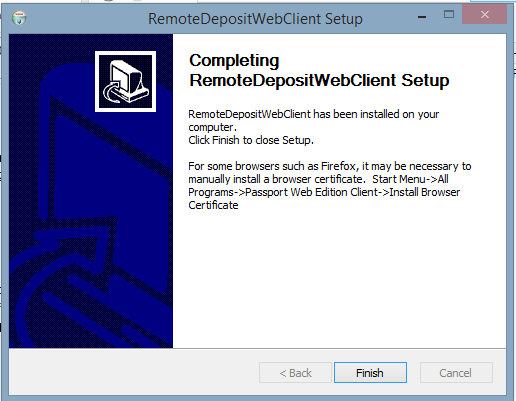 RemoteDepositWebClient Setup
Completing
RemoteDepositWebClient Setup
RemoteDepositWebClient has been installed on your
computer.
Click Finish to close Setup.
For some browsers such as Firefox, it may be necessary to
manually install a browser certificate.  Start Menu->All
Programs->Passport Web Edition Client->Install Browser
Certificate
< Back
Finish
Cancel